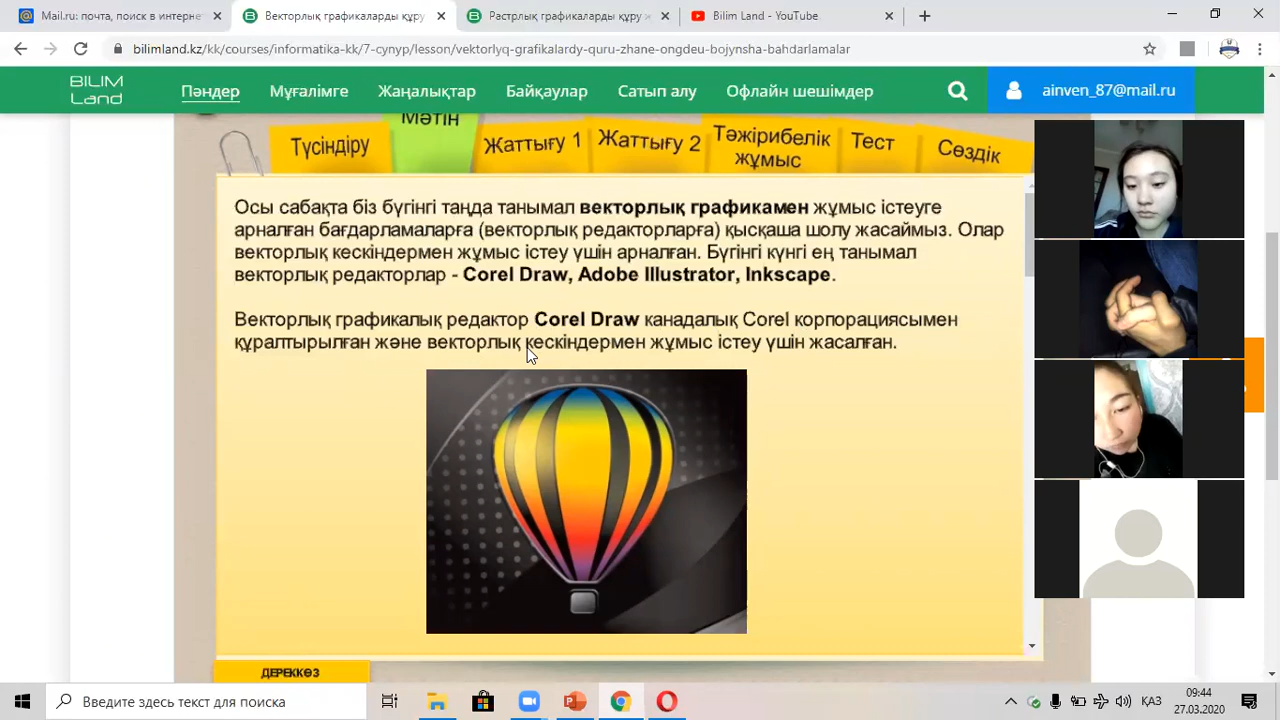 Mail.ru: почта, поиск в интерне
Векторлық графикаларды құру
Растрлық графикаларды құру ж
Bilim Land - YouTube
bilimland.kz/kk/courses/informatika-kk/7-synyp/lesson/vektorlyq-grafikalardy-quru-zhane-ongdeu-bojynsha-bahdarlamalar
BILIM Land
Пәндер Мұғалімге Жаңалықтар Байқаулар Сатып алу Офлайн шешімдер
ainven_87@mail.ru
Түсіндіру
Мәтін
Жаттығу 1
Жаттығу 2
Тәжірибелік
жұмыс
Тест
Сөздік
Осы сабақта біз бүгінгі таңда танымал векторлық графикамен жұмыс істеуге
арналған бағдарламаларға (векторлық редакторларға) қысқаша шолу жасаймыз. Олар
векторлық кескіндермен жұмыс істеу үшін арналған. Бүгінгі күнгі ең танымал
векторлық редакторлар - Corel Draw, Adobe Illustrator, Inkscape.
Векторлық графикалық редактор Corel Draw канадалық Corel корпорациясымен
құралтырылған және векторлық кескіндермен жұмыс істеу үшін жасалған.
ДЕРЕККӨЗ
Введите здесь текст для поиска
ҚАЗ
09:44
27.03.2020